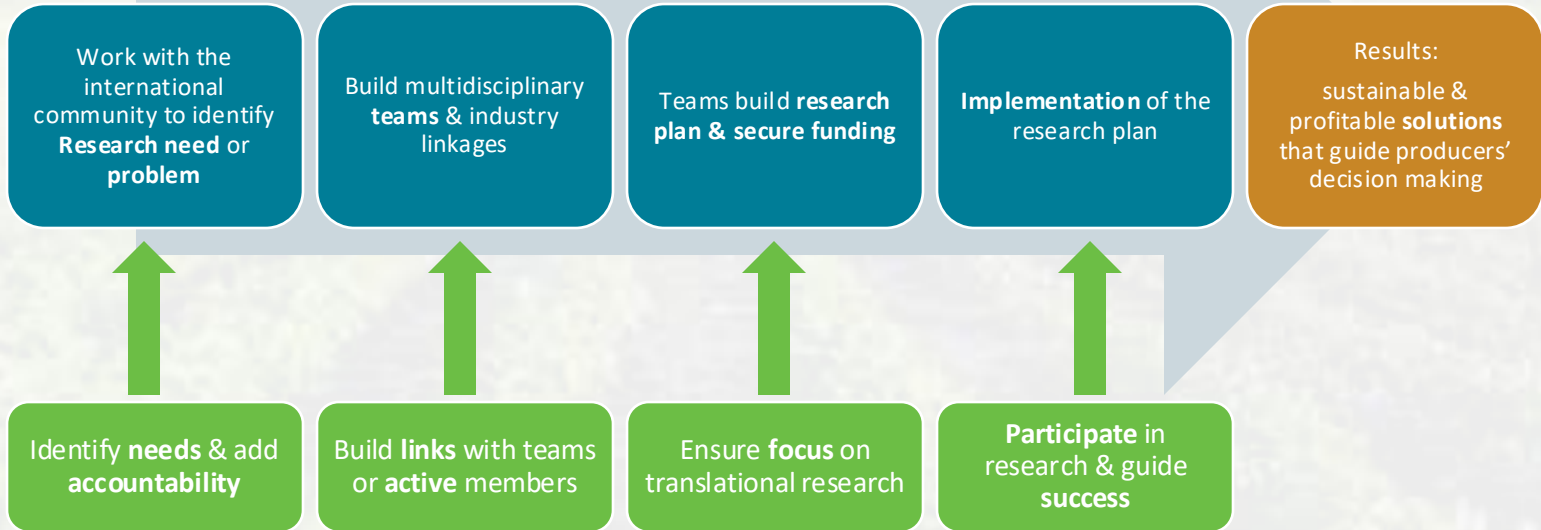 Work with the
international
community to identify
Research need or
problem
Build multidisciplinary
teams & industry
linkages
Teams build research
plan & secure funding
Implementation of the
research plan
Results:
sustainable &
profitable solutions
that guide producers’
decision making
Identify needs & add
accountability
Build links with teams
or active members
Ensure focus on
translational research
Participate in
research & guide
success